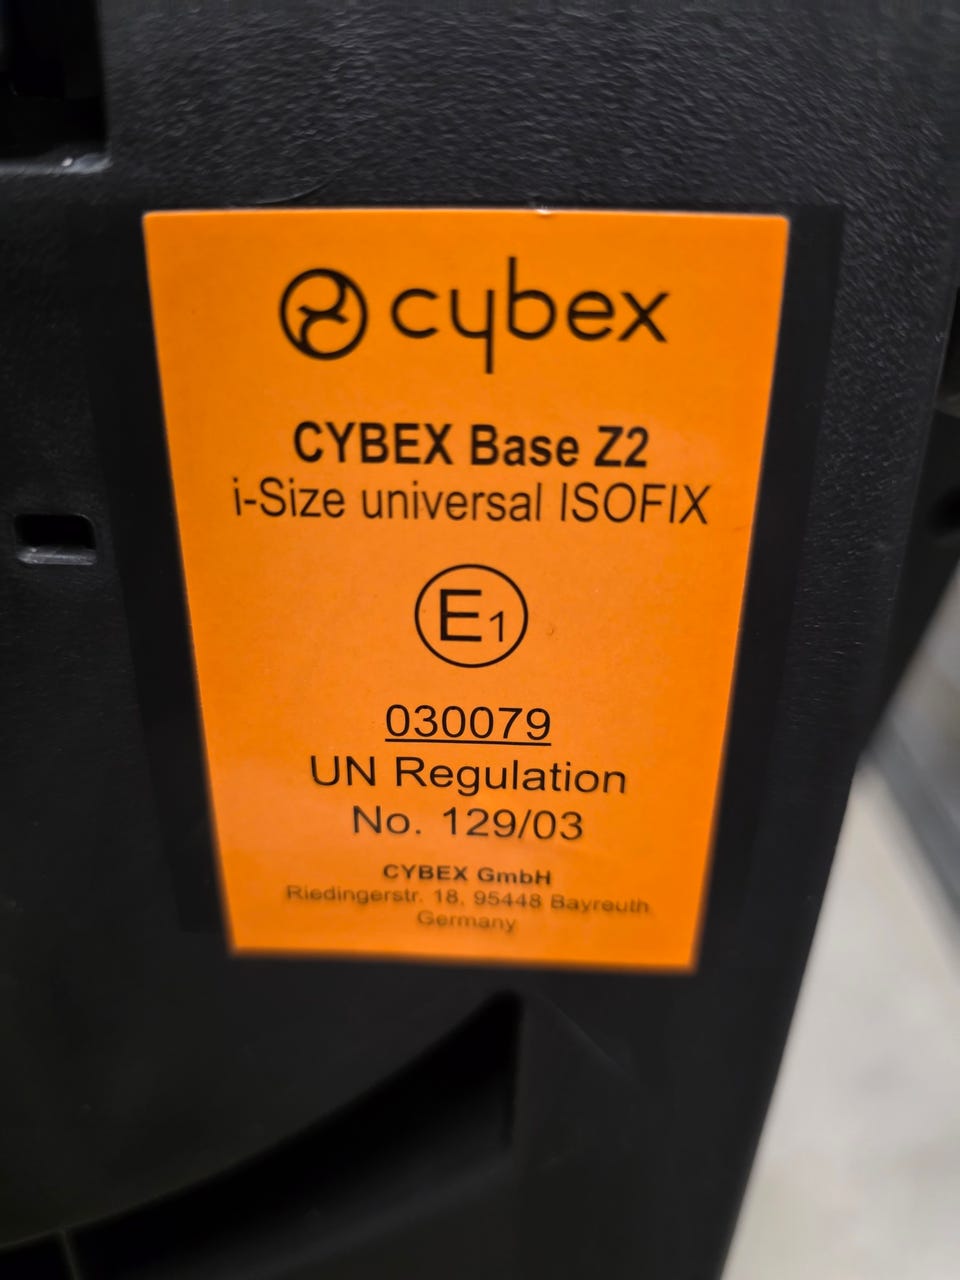 cybex
CYBEX Base Z2
i-Size universal ISOFIX
E1
030079
UN Regulation
No. 129/03
CYBEX GmbH
Riedingerstr. 18, 95448 Bayreuth
Germany